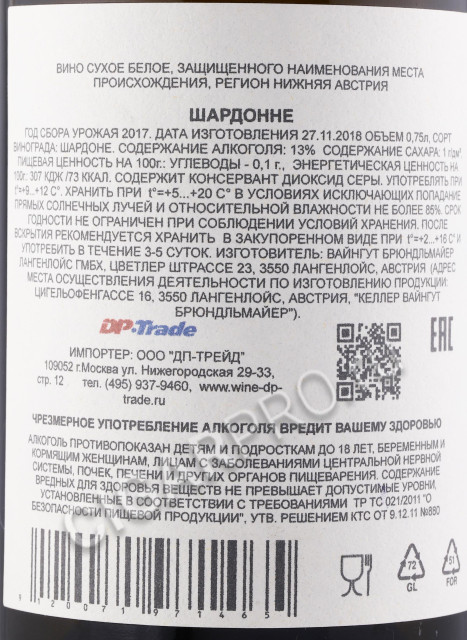 ВИНО СУХОЕ БЕЛОЕ, ЗАЩИЩЕННОГО НАИМЕНОВАНИЯ МЕСТА
ПРОИСХОЖДЕНИЯ, РЕГИОН НИЖНЯЯ АВСТРИЯ
ШАРДОННЕ
ГОД СБОРА УРОЖАЯ 2017. ДАТА ИЗГОТОВЛЕНИЯ 27.11.2018 ОБЪЕМ 0,75л, СОРТ
ВИНОГРАДА: ШАРДОНЕ. СОДЕРЖАНИЕ АЛКОГОЛЯ: 13% СОДЕРЖАНИЕ САХАРА: 1 г/дм³
ПИЩЕВАЯ ЦЕННОСТЬ НА 100г.: УГЛЕВОДЫ - 0,1 г., ЭНЕРГЕТИЧЕСКАЯ ЦЕННОСТЬ НА
100г.: 307 КДЖ /73 ККАЛ. СОДЕРЖИТ КОНСЕРВАНТ ДИОКСИД СЕРЫ. УПОТРЕБЛЯТЬ ПРИ
t°=+9...+12 C°. ХРАНИТЬ ПРИ t°=+5...+20 C° В УСЛОВИЯХ ИСКЛЮЧАЮЩИХ ПОПАДАНИЕ
ПРЯМЫХ СОЛНЕЧНЫХ ЛУЧЕЙ И ОТНОСИТЕЛЬНОЙ ВЛАЖНОСТИ НЕ БОЛЕЕ 85%. СРОК
ГОДНОСТИ НЕ ОГРАНИЧЕН ПРИ СОБЛЮДЕНИИ УСЛОВИЙ ХРАНЕНИЯ. ПОСЛЕ
ВСКРЫТИЯ РЕКОМЕНДУЕТСЯ ХРАНИТЬ В ЗАКУПОРЕННОМ ВИДЕ ПРИ t°=+2...+16 C° И
УПОТРЕБИТЬ В ТЕЧЕНИЕ 3-5 СУТОК. ИЗГОТОВИТЕЛЬ: ВАЙНГУТ БРЮНДЛЬМАЙЕР
ЛАНГЕНЛОЙС ГМБХ, ЦВЕТЛЕР ШТРАССЕ 23, 3550 ЛАНГЕНЛОЙС, АВСТРИЯ (АДРЕС
МЕСТА ОСУЩЕСТВЛЕНИЯ ДЕЯТЕЛЬНОСТИ ПО ИЗГОТОВЛЕНИЮ ПРОДУКЦИИ:
ЦИГЕЛЬОФЕНГАССЕ 16, 3550 ЛАНГЕНЛОЙС, АВСТРИЯ, "КЕЛЛЕР ВАЙНГУТ
БРЮНДЛЬМАЙЕР").
DP-Trade
EAC
ИМПОРТЕР: ООО "ДП-ТРЕЙД"
109052 г.Москва ул. Нижегородская 29-33,
стр. 12 тел. (495) 937-9460, www.wine-dp-
trade.ru
ЧРЕЗМЕРНОЕ УПОТРЕБЛЕНИЕ АЛКОГОЛЯ ВРЕДИТ ВАШЕМУ ЗДОРОВЬЮ
АЛКОГОЛЬ ПРОТИВОПОКАЗАН ДЕТЯМ И ПОДРОСТКАМ ДО 18 ЛЕТ, БЕРЕМЕННЫМ И
КОРМЯЩИМ ЖЕНЩИНАМ, ЛИЦАМ С ЗАБОЛЕВАНИЯМИ ЦЕНТРАЛЬНОЙ НЕРВНОЙ
СИСТЕМЫ, ПОЧЕК, ПЕЧЕНИ И ДРУГИХ ОРГАНОВ ПИЩЕВАРЕНИЯ. СОДЕРЖАНИЕ
ВРЕДНЫХ ДЛЯ ЗДОРОВЬЯ ВЕЩЕСТВ НЕ ПРЕВЫШАЕТ ДОПУСТИМЫЕ УРОВНИ,
УСТАНОВЛЕННЫЕ В СООТВЕТСТВИИ С ТРЕБОВАНИЯМИ ТР ТС 021/2011 "О
БЕЗОПАСНОСТИ ПИЩЕВОЙ ПРОДУКЦИИ", УТВ. РЕШЕНИЕМ КТС ОТ 9.12.11 №880
9120071971465
72
GL
51
FOR